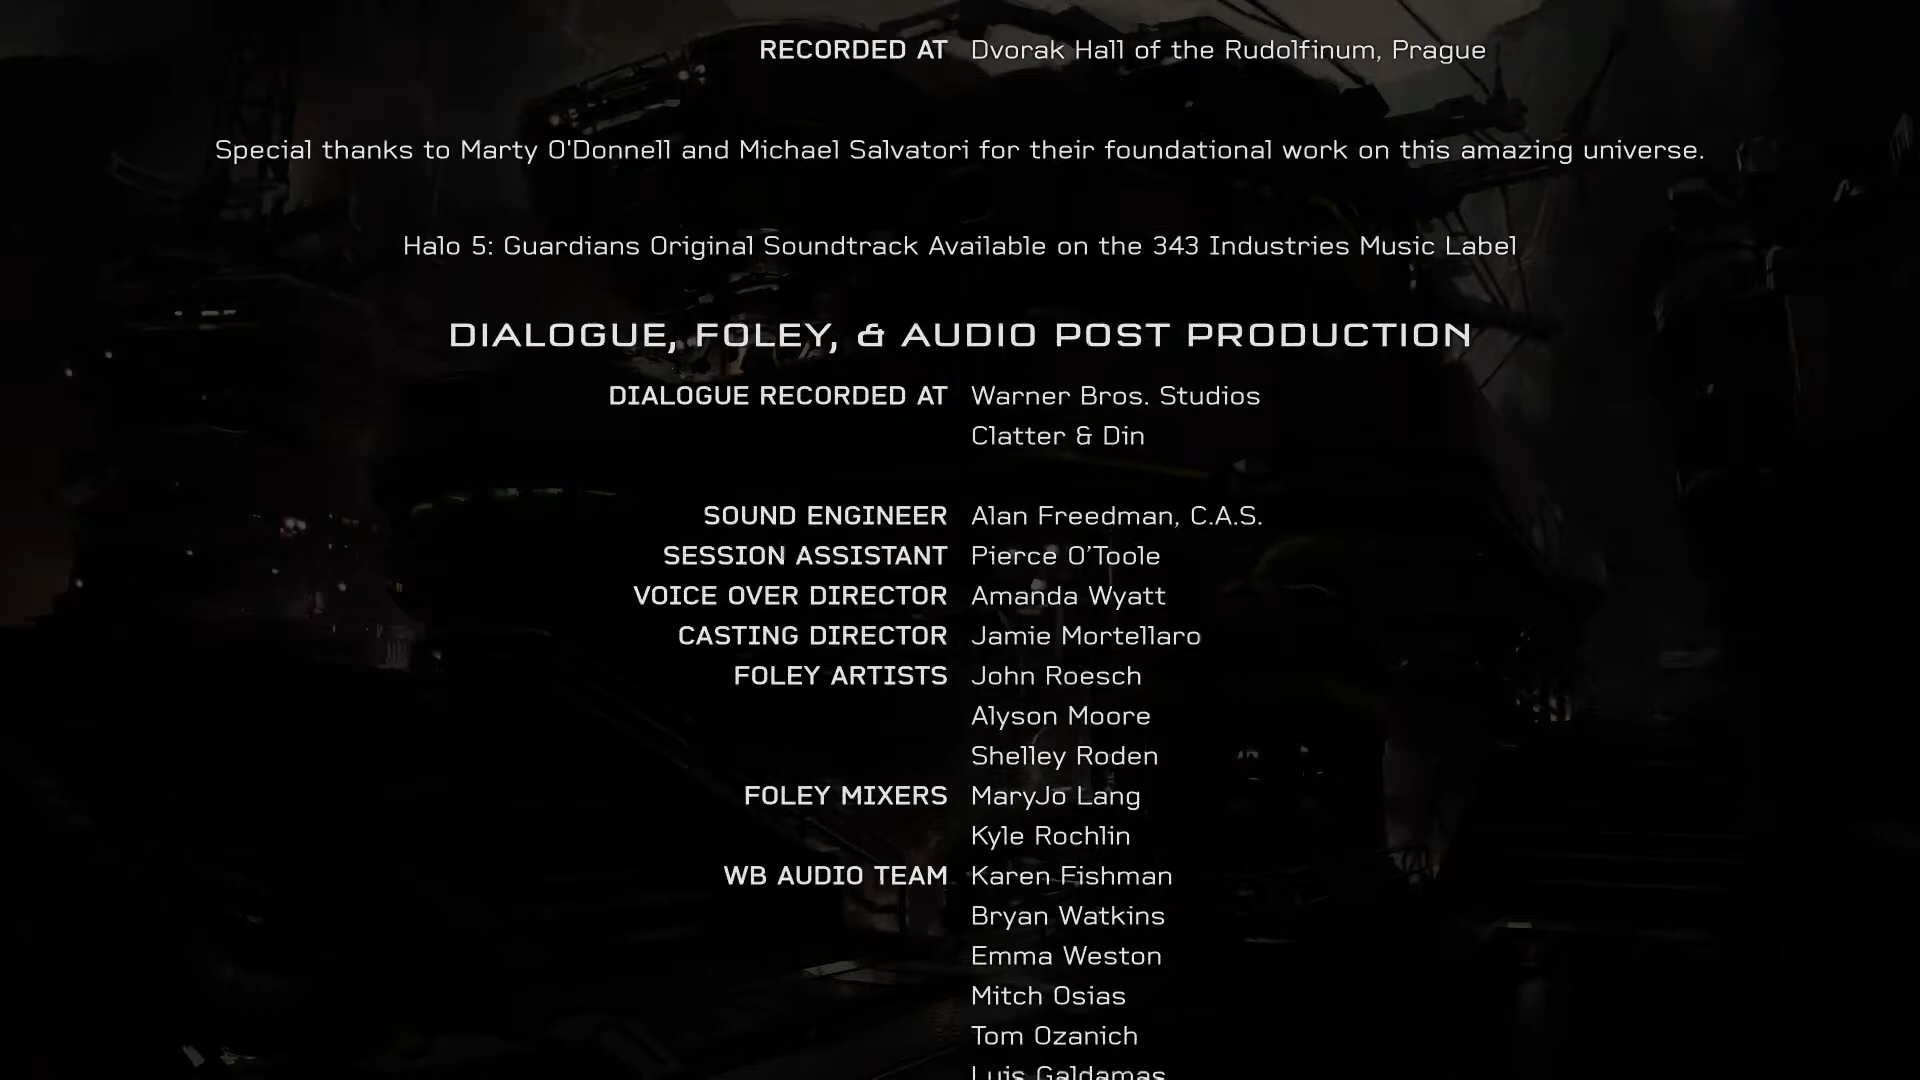 RECORDED AT Dvorak Hall of the Rudolfinum, Prague
Special thanks to Marty O'Donnell and Michael Salvatori for their foundational work on this amazing universe.
Halo 5: Guardians Original Soundtrack Available on the 343 Industries Music Label
DIALOGUE, FOLEY, & AUDIO POST PRODUCTION
DIALOGUE RECORDED AT Warner Bros. Studios
Clatter & Din
SOUND ENGINEER Alan Freedman, C.A.S.
SESSION ASSISTANT Pierce O’Toole
VOICE OVER DIRECTOR Amanda Wyatt
CASTING DIRECTOR Jamie Mortellaro
FOLEY ARTISTS John Roesch
Alyson Moore
Shelley Roden
FOLEY MIXERS MaryJo Lang
Kyle Rochlin
WB AUDIO TEAM Karen Fishman
Bryan Watkins
Emma Weston
Mitch Osias
Tom Ozanich
Luis Galdamas